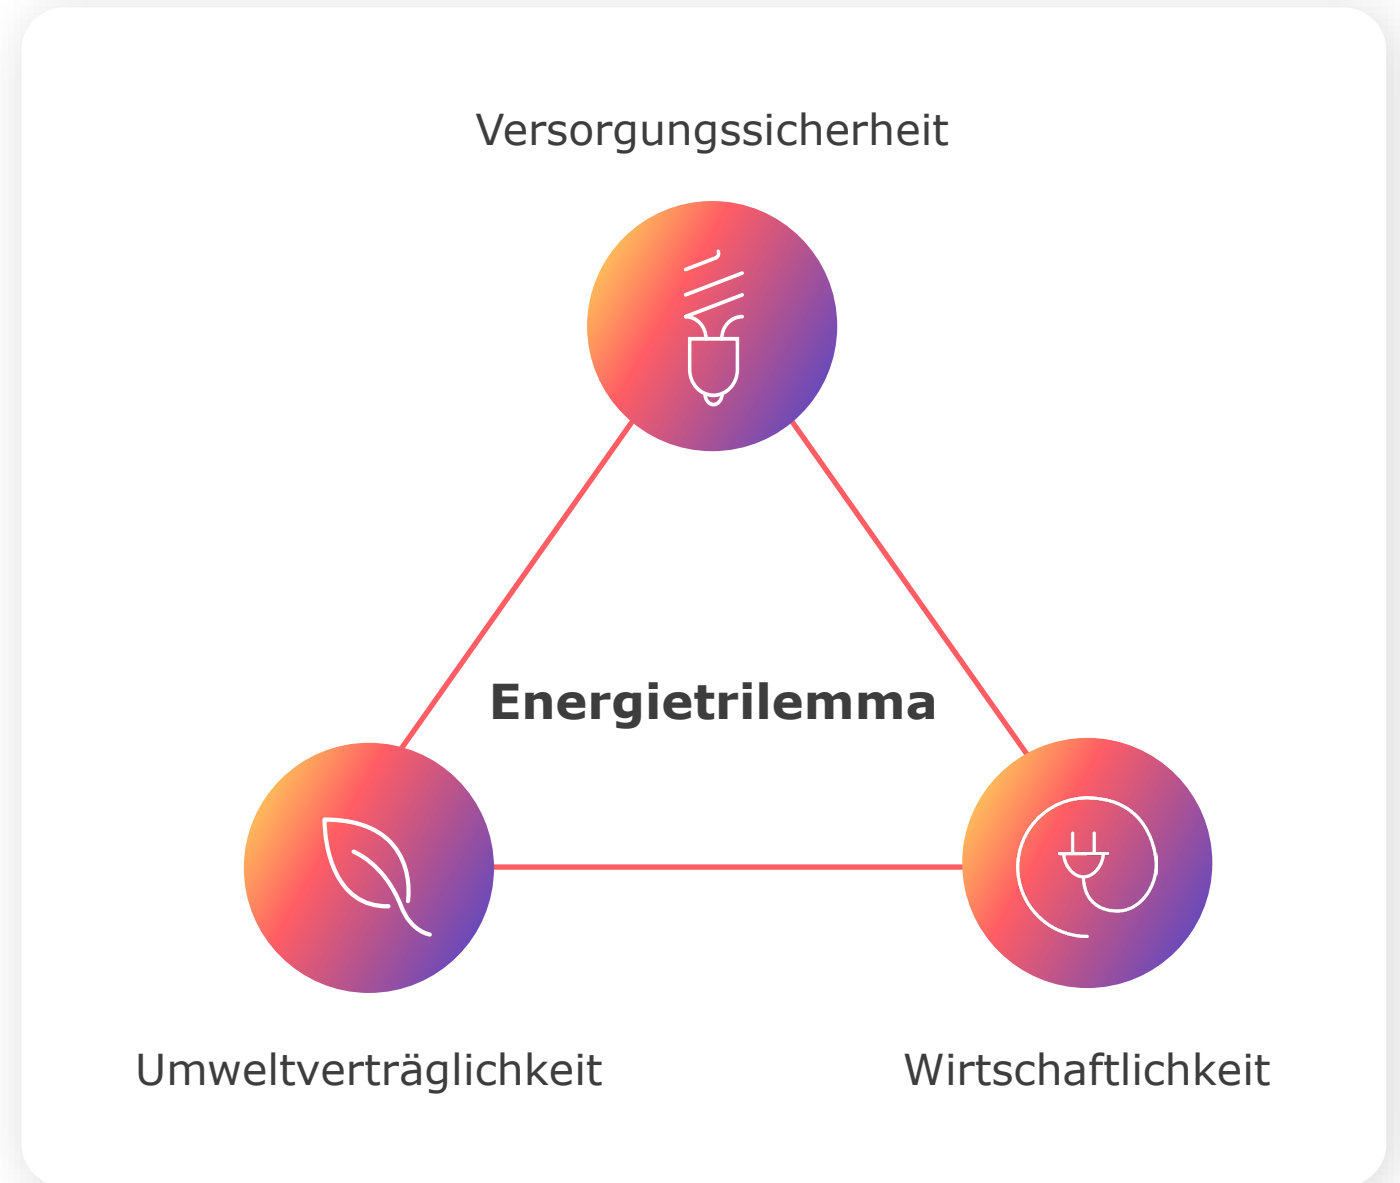 Versorgungssicherheit
Energietrilemma
Umweltverträglichkeit
Wirtschaftlichkeit